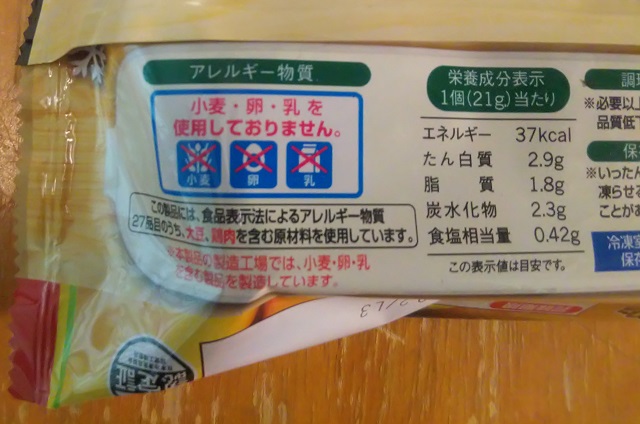 アレルギー物質
小麦・卵・乳を
使用しておりません。
小麦 卵 乳
この製品には、食品表示法によるアレルギー物質
27品目のうち、大豆、鶏肉を含む原材料を使用しています。
※本製品の製造工場では、小麦・卵・乳
を含む製品を製造しています。
栄養成分表示
1個(21g)当たり
エネルギー 37kcal
たん白質 2.9g
脂質 1.8g
炭水化物 2.3g
食塩相当量 0.42g
この表示値は目安です。
調
※必要以上
品質低下
保
※いったん
凍らせ
ことがあ
冷凍室
保存
認定証